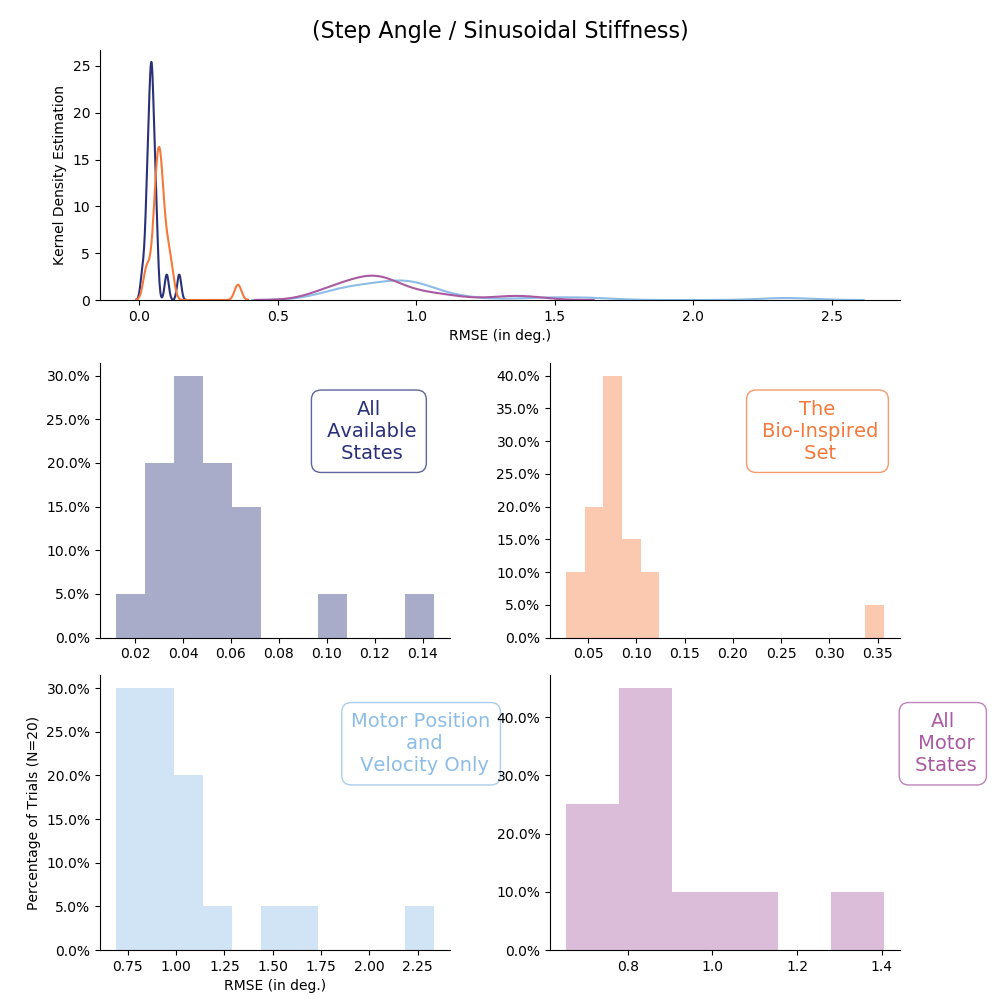 (Step Angle / Sinusoidal Stiffness)
Kernel Density Estimation
25
20
15
10
5
0
0.0 0.5 1.0 1.5 2.0 2.5
RMSE (in deg.)
30.0%
25.0%
20.0%
15.0%
10.0%
5.0%
0.0%
0.02 0.04 0.06 0.08 0.10 0.12 0.14
All
Available
States
40.0%
35.0%
30.0%
25.0%
20.0%
15.0%
10.0%
5.0%
0.0%
0.05 0.10 0.15 0.20 0.25 0.30 0.35
The
Bio-Inspired
Set
Percentage of Trials (N=20)
30.0%
25.0%
20.0%
15.0%
10.0%
5.0%
0.0%
0.75 1.00 1.25 1.50 1.75 2.00 2.25
RMSE (in deg.)
Motor Position
and
Velocity Only
40.0%
30.0%
20.0%
10.0%
0.0%
0.8 1.0 1.2 1.4
All
Motor
States